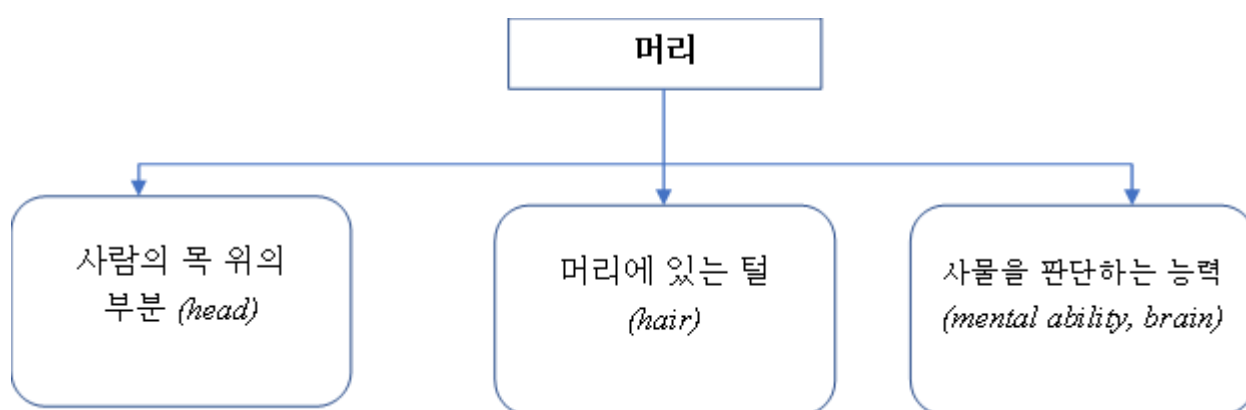 머리
사람의 목 위의
부분 (head)
머리에 있는 털
(hair)
사물을 판단하는 능력
(mental ability, brain)